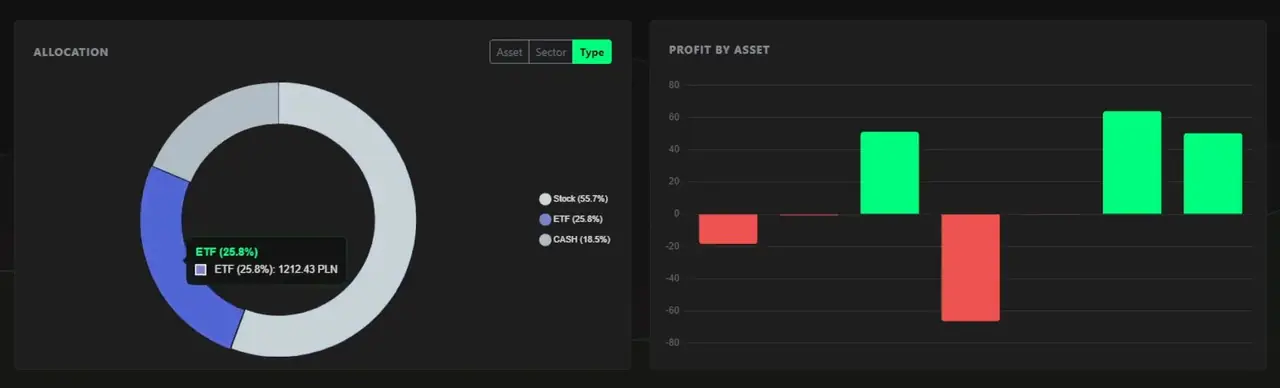 ALLOCATION
Asset Sector Type
Stock (55.7%)
ETF (25.8%)
CASH (18.5%)
ETF (25.8%)
ETF (25.8%): 1212.43 PLN
PROFIT BY ASSET
80
60
40
20
0
-20
-40
-60
-80